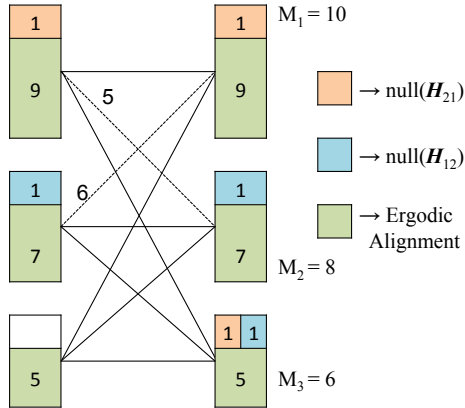 1
1
M₁ = 10
9
9
5
→ null(H₂₁)
1
1
6
→ null(H₁₂)
7
7
→ Ergodic
Alignment
M₂ = 8
1
1
5
5
M₃ = 6